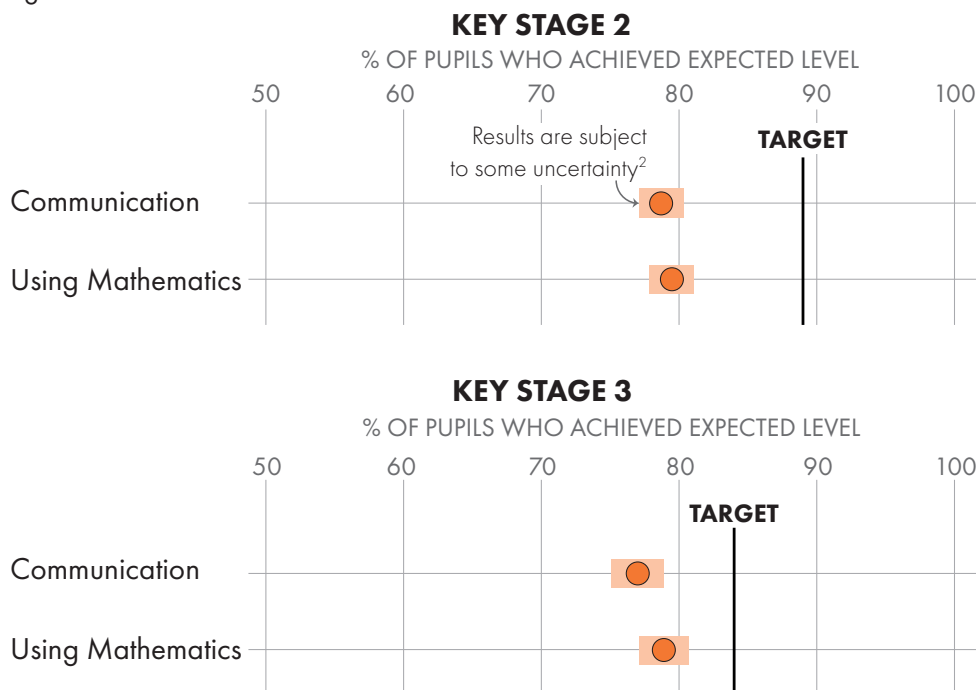 KEY STAGE 2
% OF PUPILS WHO ACHIEVED EXPECTED LEVEL
50 60 70 80 90 100
Results are subject
to some uncertainty2
TARGET
Communication
Using Mathematics
KEY STAGE 3
% OF PUPILS WHO ACHIEVED EXPECTED LEVEL
50 60 70 80 90 100
TARGET
Communication
Using Mathematics